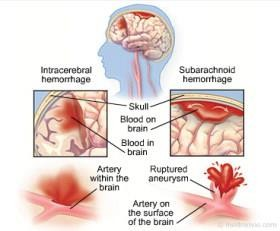 Intracerebral
hemorrhage
Subarachnoid
hemorrhage
Skull
Blood on
brain
Blood in
brain
Artery
within the
brain
Ruptured
aneurysm
Artery on
the surface
of the brain